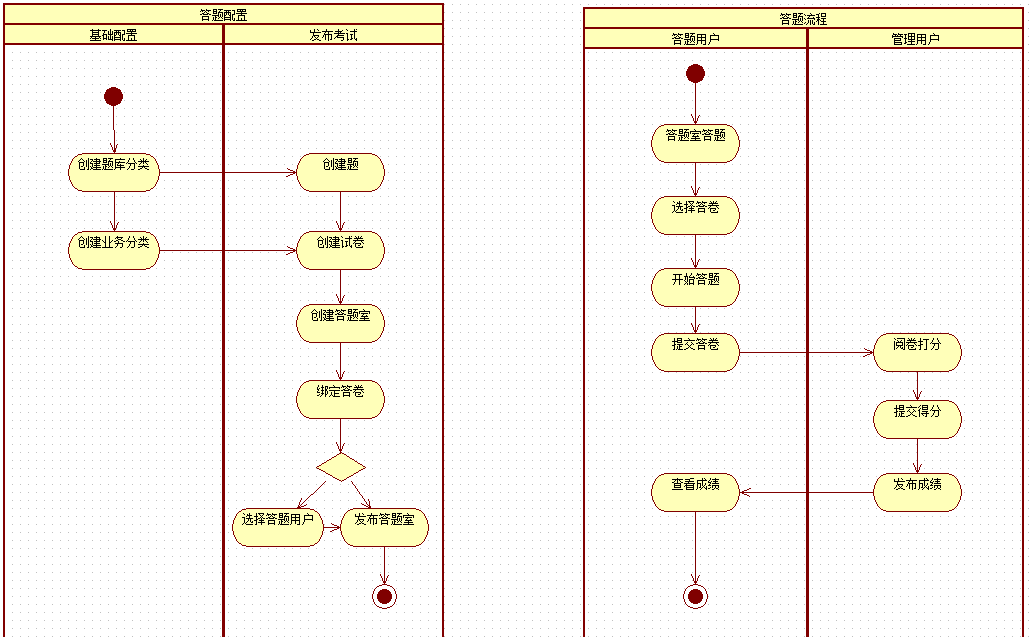 答题配置
基础配置
发布考试
创建题库分类
创建题
创建业务分类
创建试卷
创建答题室
绑定答卷
选择答题用户
发布答题室
答题流程
答题用户
管理用户
答题室答题
选择答卷
开始答题
提交答卷
阅卷打分
提交得分
查看成绩
发布成绩